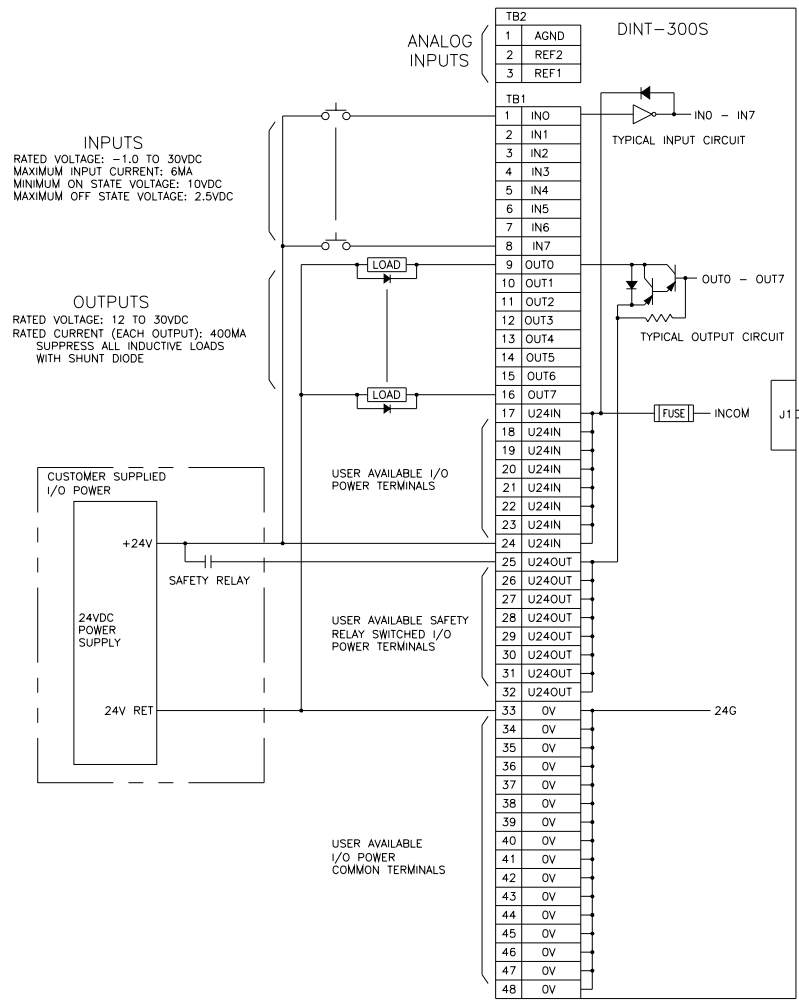 DINT-300S
ANALOG
INPUTS
TB2
1 AGND
2 REF2
3 REF1
TB1
1 IN0
2 IN1
3 IN2
4 IN3
5 IN4
6 IN5
7 IN6
8 IN7
9 OUT0
10 OUT1
11 OUT2
12 OUT3
13 OUT4
14 OUT5
15 OUT6
16 OUT7
17 U24IN
18 U24IN
19 U24IN
20 U24IN
21 U24IN
22 U24IN
23 U24IN
24 U24IN
25 U24OUT
26 U24OUT
27 U24OUT
28 U24OUT
29 U24OUT
30 U24OUT
31 U24OUT
32 U24OUT
33 0V
34 0V
35 0V
36 0V
37 0V
38 0V
39 0V
40 0V
41 0V
42 0V
43 0V
44 0V
45 0V
46 0V
47 0V
48 0V
IN0 - IN7
TYPICAL INPUT CIRCUIT
OUT0 - OUT7
TYPICAL OUTPUT CIRCUIT
FUSE
INCOM
J1
24G
INPUTS
RATED VOLTAGE: -1.0 TO 30VDC
MAXIMUM INPUT CURRENT: 6MA
MINIMUM ON STATE VOLTAGE: 10VDC
MAXIMUM OFF STATE VOLTAGE: 2.5VDC
OUTPUTS
RATED VOLTAGE: 12 TO 30VDC
RATED CURRENT (EACH OUTPUT): 400MA
SUPPRESS ALL INDUCTIVE LOADS
WITH SHUNT DIODE
LOAD
LOAD
USER AVAILABLE I/O
POWER TERMINALS
CUSTOMER SUPPLIED
I/O POWER
+24V
SAFETY RELAY
24VDC
POWER
SUPPLY
24V RET
USER AVAILABLE SAFETY
RELAY SWITCHED I/O
POWER TERMINALS
USER AVAILABLE
I/O POWER
COMMON TERMINALS